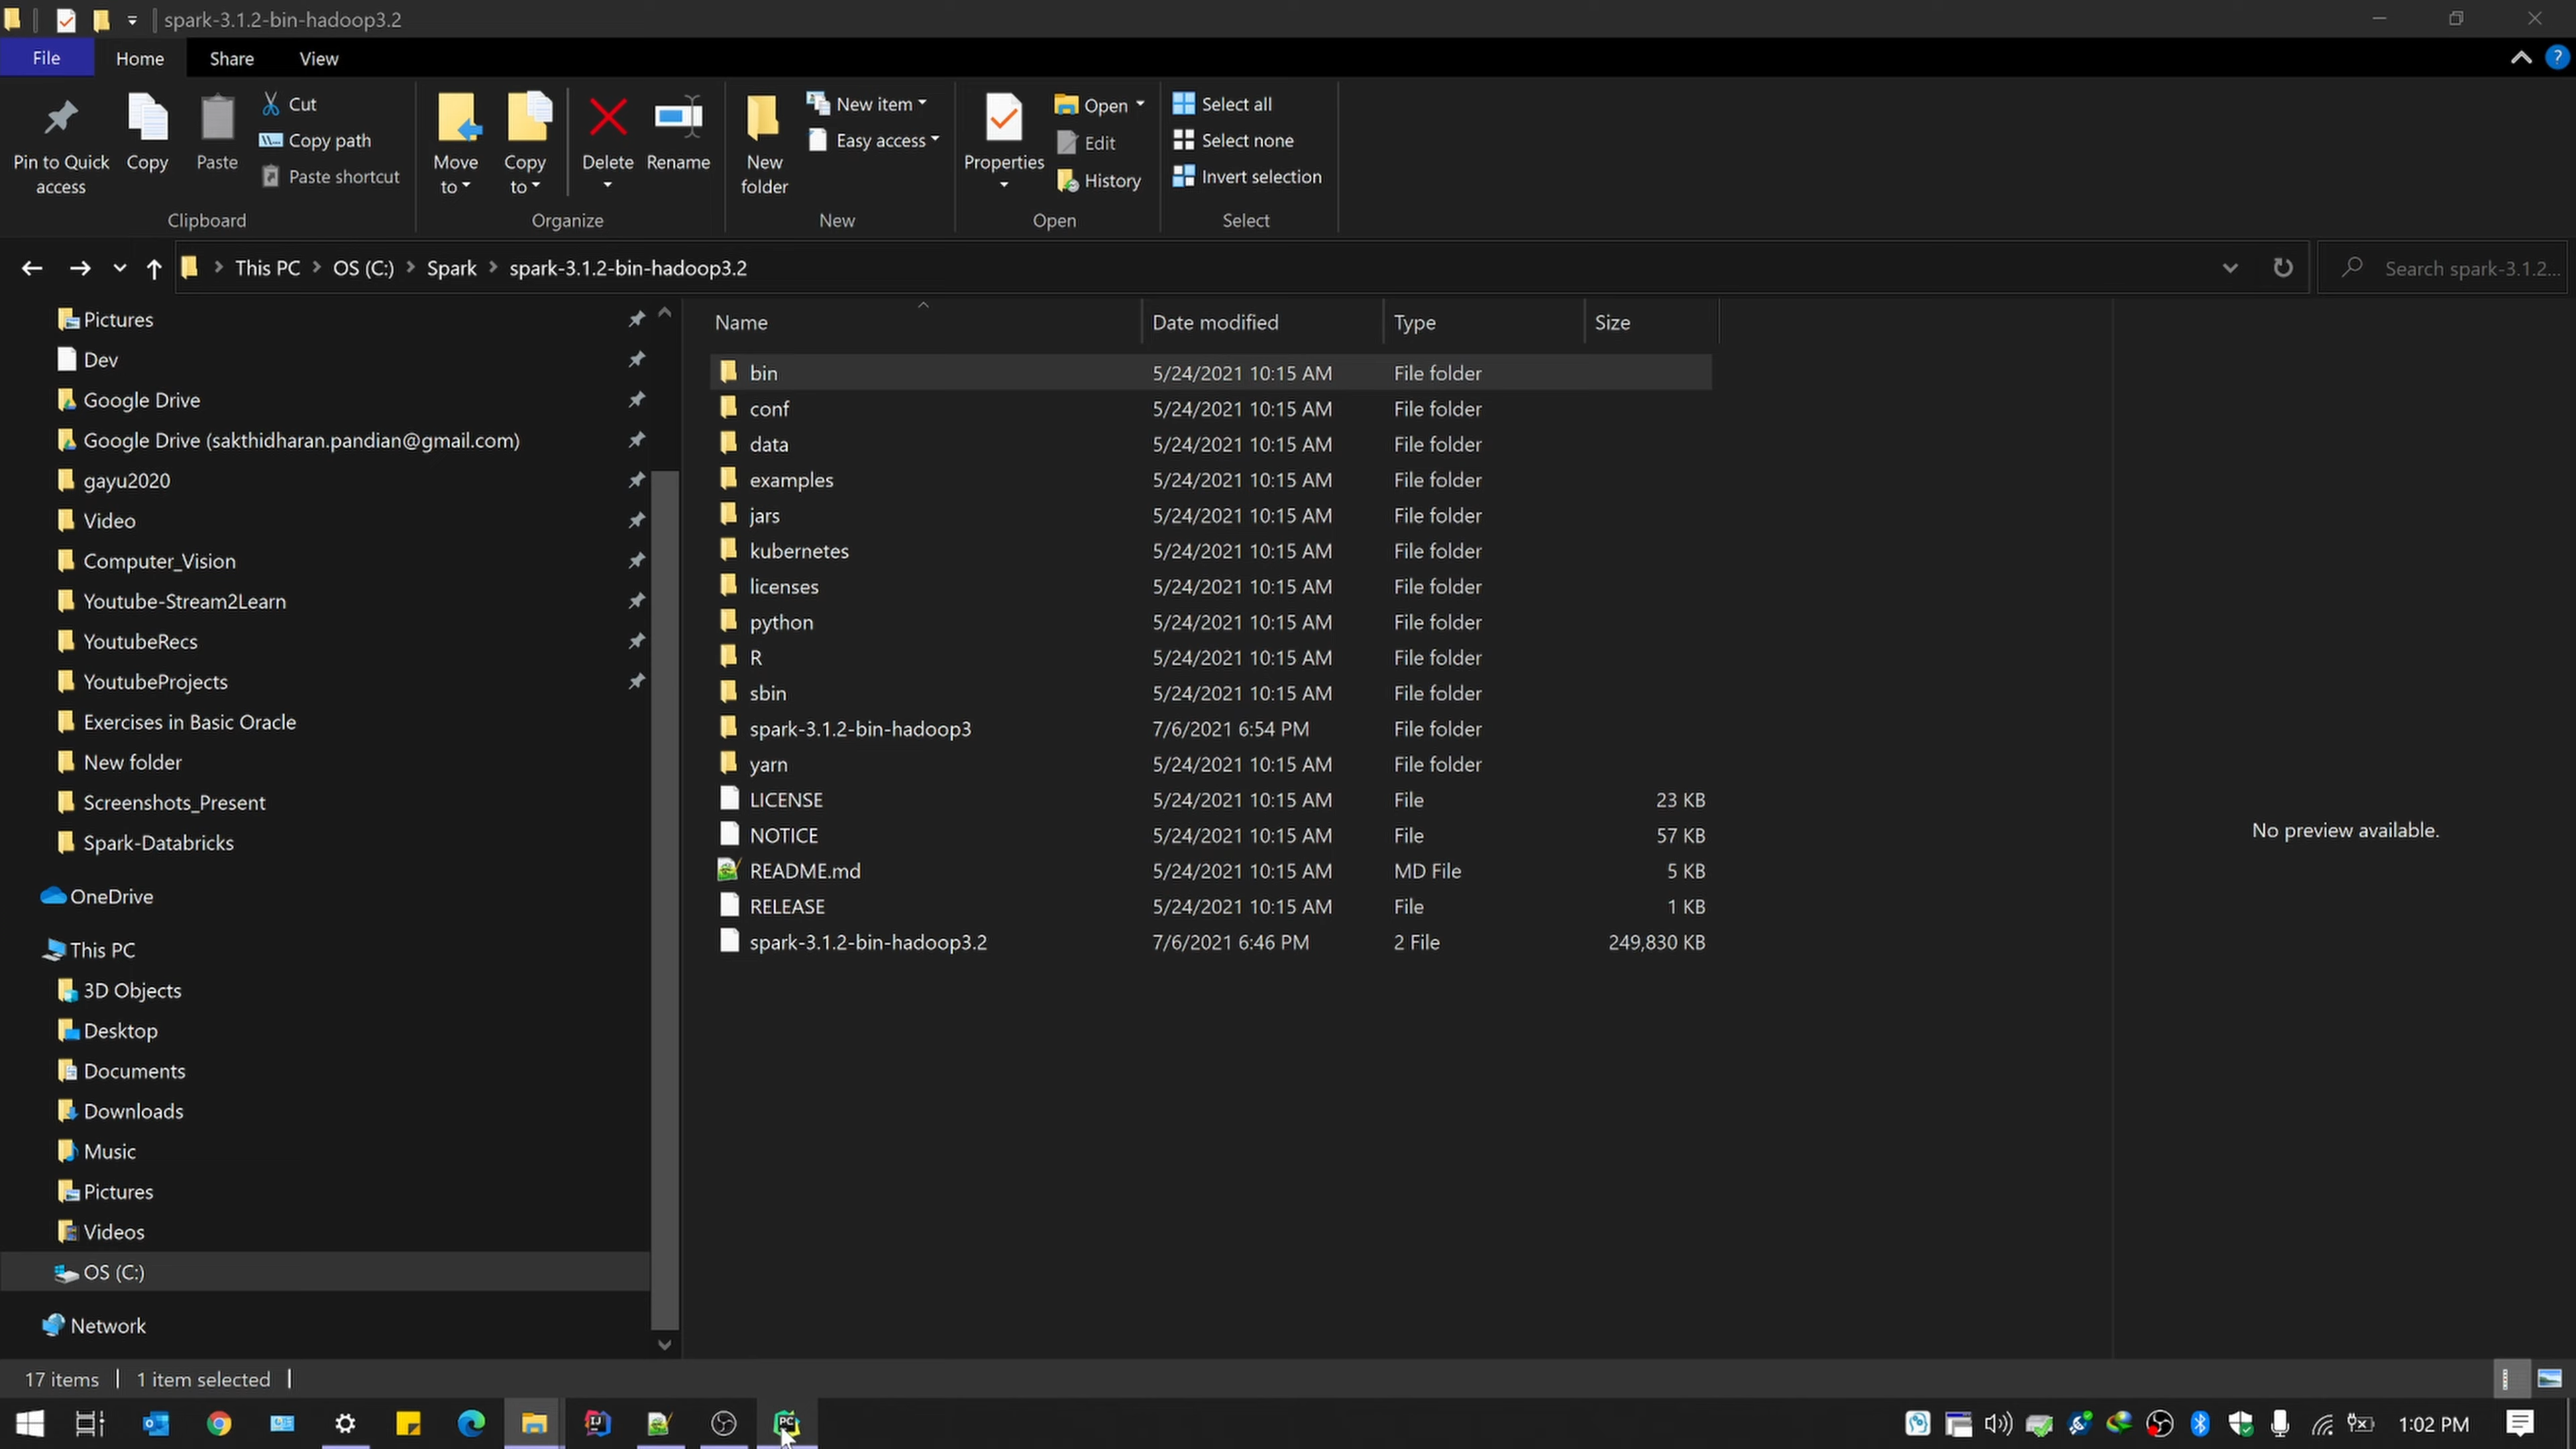 spark-3.1.2-bin-hadoop3.2
File Home Share View
Pin to Quick access
Copy
Paste
Cut
Copy path
Paste shortcut
Clipboard
Move to
Copy to
Delete
Rename
Organize
New folder
New item
Easy access
New
Properties
Open
Edit
History
Open
Select all
Select none
Invert selection
Select
This PC OS (C:) Spark spark-3.1.2-bin-hadoop3.2
Search spark-3.1.2...
Pictures
Dev
Google Drive
Google Drive (sakthidharan.pandian@gmail.com)
gayu2020
Video
Computer_Vision
Youtube-Stream2Learn
YoutubeRecs
YoutubeProjects
Exercises in Basic Oracle
New folder
Screenshots_Present
Spark-Databricks
OneDrive
This PC
3D Objects
Desktop
Documents
Downloads
Music
Pictures
Videos
OS (C:)
Network
Name Date modified Type Size
bin 5/24/2021 10:15 AM File folder
conf 5/24/2021 10:15 AM File folder
data 5/24/2021 10:15 AM File folder
examples 5/24/2021 10:15 AM File folder
jars 5/24/2021 10:15 AM File folder
kubernetes 5/24/2021 10:15 AM File folder
licenses 5/24/2021 10:15 AM File folder
python 5/24/2021 10:15 AM File folder
R 5/24/2021 10:15 AM File folder
sbin 5/24/2021 10:15 AM File folder
spark-3.1.2-bin-hadoop3 7/6/2021 6:54 PM File folder
yarn 5/24/2021 10:15 AM File folder
LICENSE 5/24/2021 10:15 AM File 23 KB
NOTICE 5/24/2021 10:15 AM File 57 KB
README.md 5/24/2021 10:15 AM MD File 5 KB
RELEASE 5/24/2021 10:15 AM File 1 KB
spark-3.1.2-bin-hadoop3.2 7/6/2021 6:46 PM 2 File 249,830 KB
No preview available.
17 items 1 item selected
IJ
PC
1:02 PM